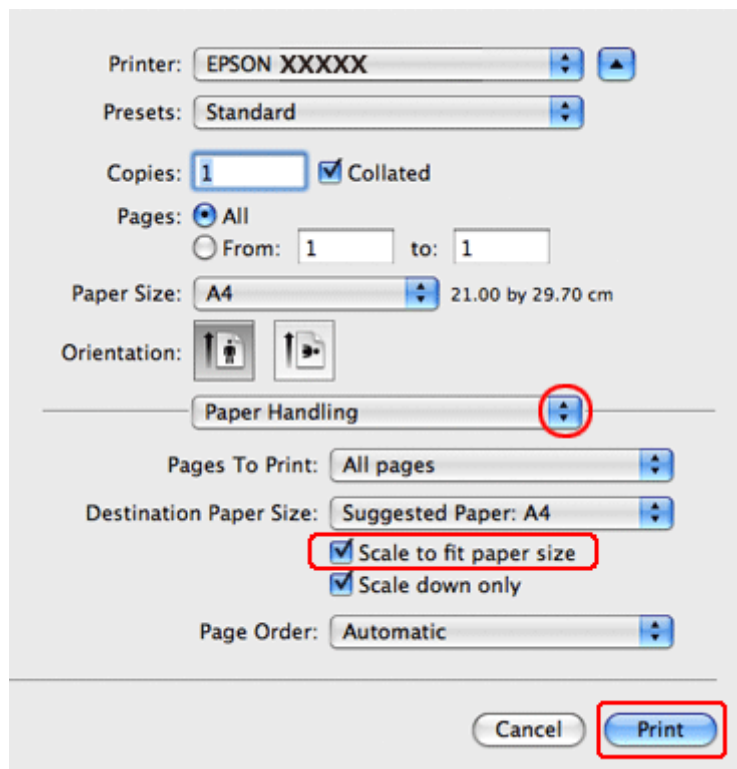 Printer: EPSON XXXXX
Presets: Standard
Copies: 1 Collated
Pages: All
From: 1 to: 1
Paper Size: A4 21.00 by 29.70 cm
Orientation:
Paper Handling
Pages To Print: All pages
Destination Paper Size: Suggested Paper: A4
Scale to fit paper size
Scale down only
Page Order: Automatic
Cancel Print